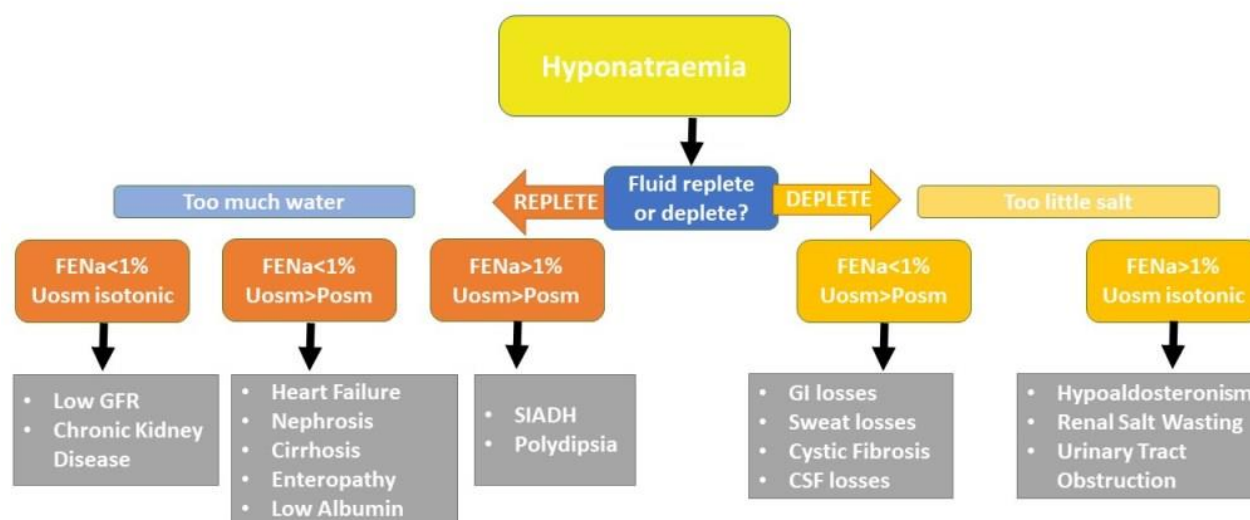 Hyponatraemia
Fluid replete
or deplete?
REPLETE
DEPLETE
Too much water
Too little salt
FENa<1%
Uosm isotonic
FENa<1%
Uosm>Posm
FENa>1%
Uosm>Posm
FENa<1%
Uosm>Posm
FENa>1%
Uosm isotonic
• Low GFR
• Chronic Kidney
Disease
• Heart Failure
• Nephrosis
• Cirrhosis
• Enteropathy
• Low Albumin
• SIADH
• Polydipsia
• GI losses
• Sweat losses
• Cystic Fibrosis
• CSF losses
• Hypoaldosteronism
• Renal Salt Wasting
• Urinary Tract
Obstruction